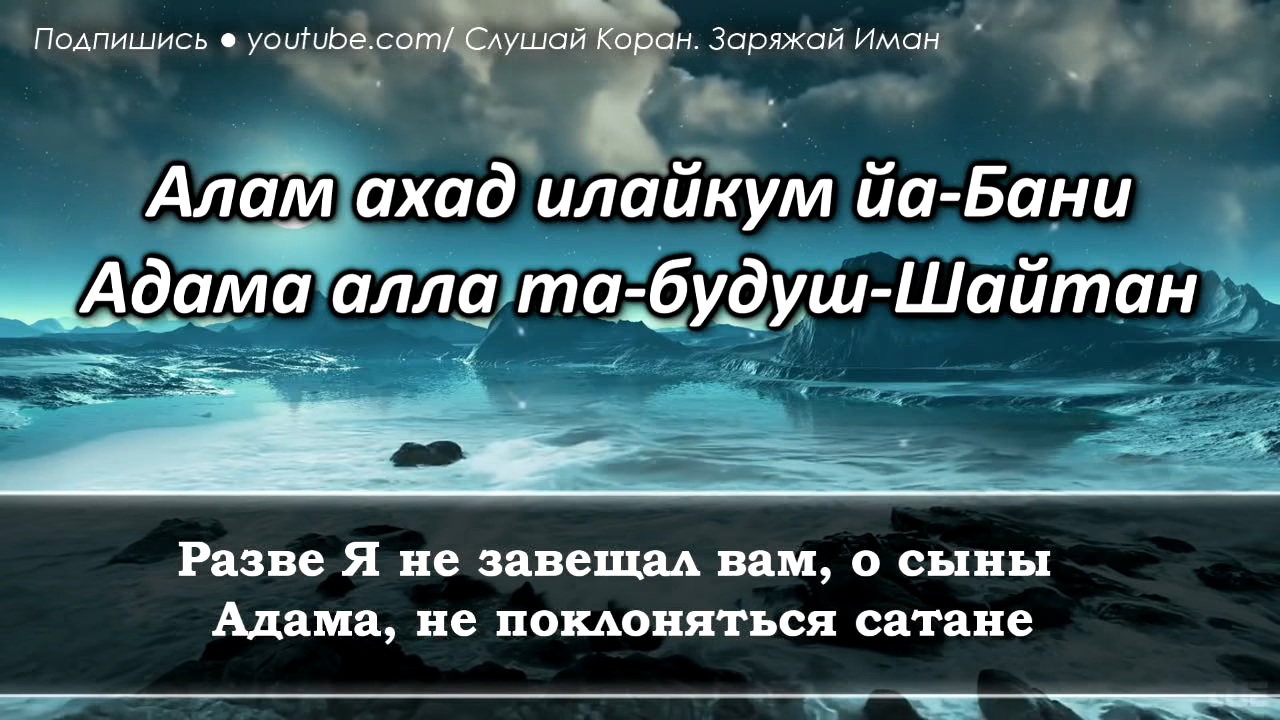 Подпишись ● youtube.com/ Слушай Коран. Заряжай Иман
Алам ахад илайкум йа-Бани
Адама алла та-будуш-Шайтан
Разве Я не завещал вам, о сыны
Адама, не поклоняться сатане